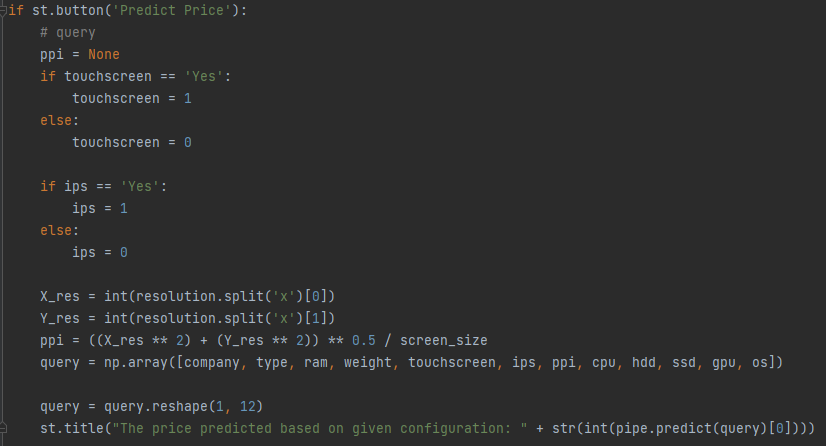 if st.button('Predict Price'):
    # query
    ppi = None
    if touchscreen == 'Yes':
        touchscreen = 1
    else:
        touchscreen = 0

    if ips == 'Yes':
        ips = 1
    else:
        ips = 0

    X_res = int(resolution.split('x')[0])
    Y_res = int(resolution.split('x')[1])
    ppi = ((X_res ** 2) + (Y_res ** 2)) ** 0.5 / screen_size
    query = np.array([company, type, ram, weight, touchscreen, ips, ppi, cpu, hdd, ssd, gpu, os])

    query = query.reshape(1, 12)
    st.title("The price predicted based on given configuration: " + str(int(pipe.predict(query)[0])))